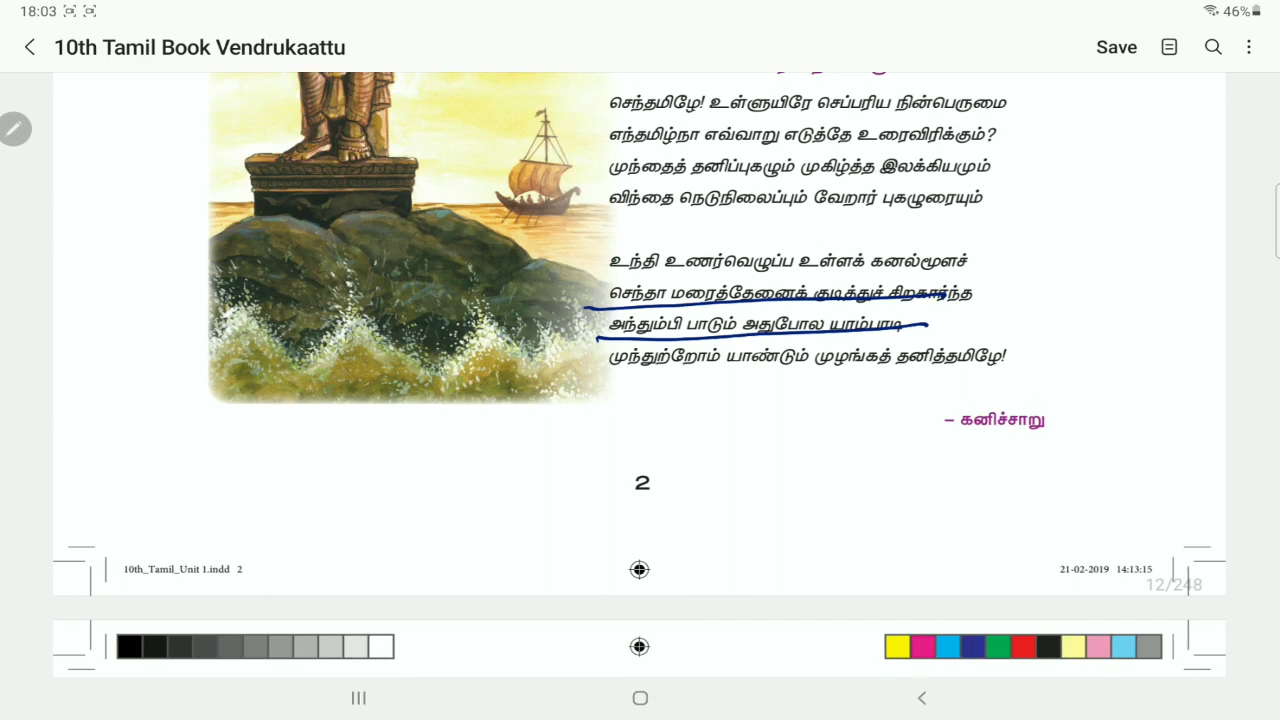 18:03
46%
10th Tamil Book Vendrukaattu
Save
செந்தமிழே! உள்ளுயிரே செப்பரிய நின்பெருமை
எந்தமிழ்நா எவ்வாறு எடுத்தே உரைவிரிக்கும்?
முந்தைத் தனிப்புகழும் முகிழ்த்த இலக்கியமும்
விந்தை நெடுநிலைப்பும் வேறார் புகழுரையும்
உந்தி உணர்வெழுப்ப உள்ளக் கனல்மூளச்
செந்தா மரைத்தேனைக் குடித்துச் சிறகார்ந்த
அந்தும்பி பாடும் அதுபோல யாம்பாடி
முந்துற்றோம் யாண்டும் முழங்கத் தனித்தமிழே!
– கனிச்சாறு
2
10th_Tamil_Unit 1.indd 2
21-02-2019 14:13:15
12/248